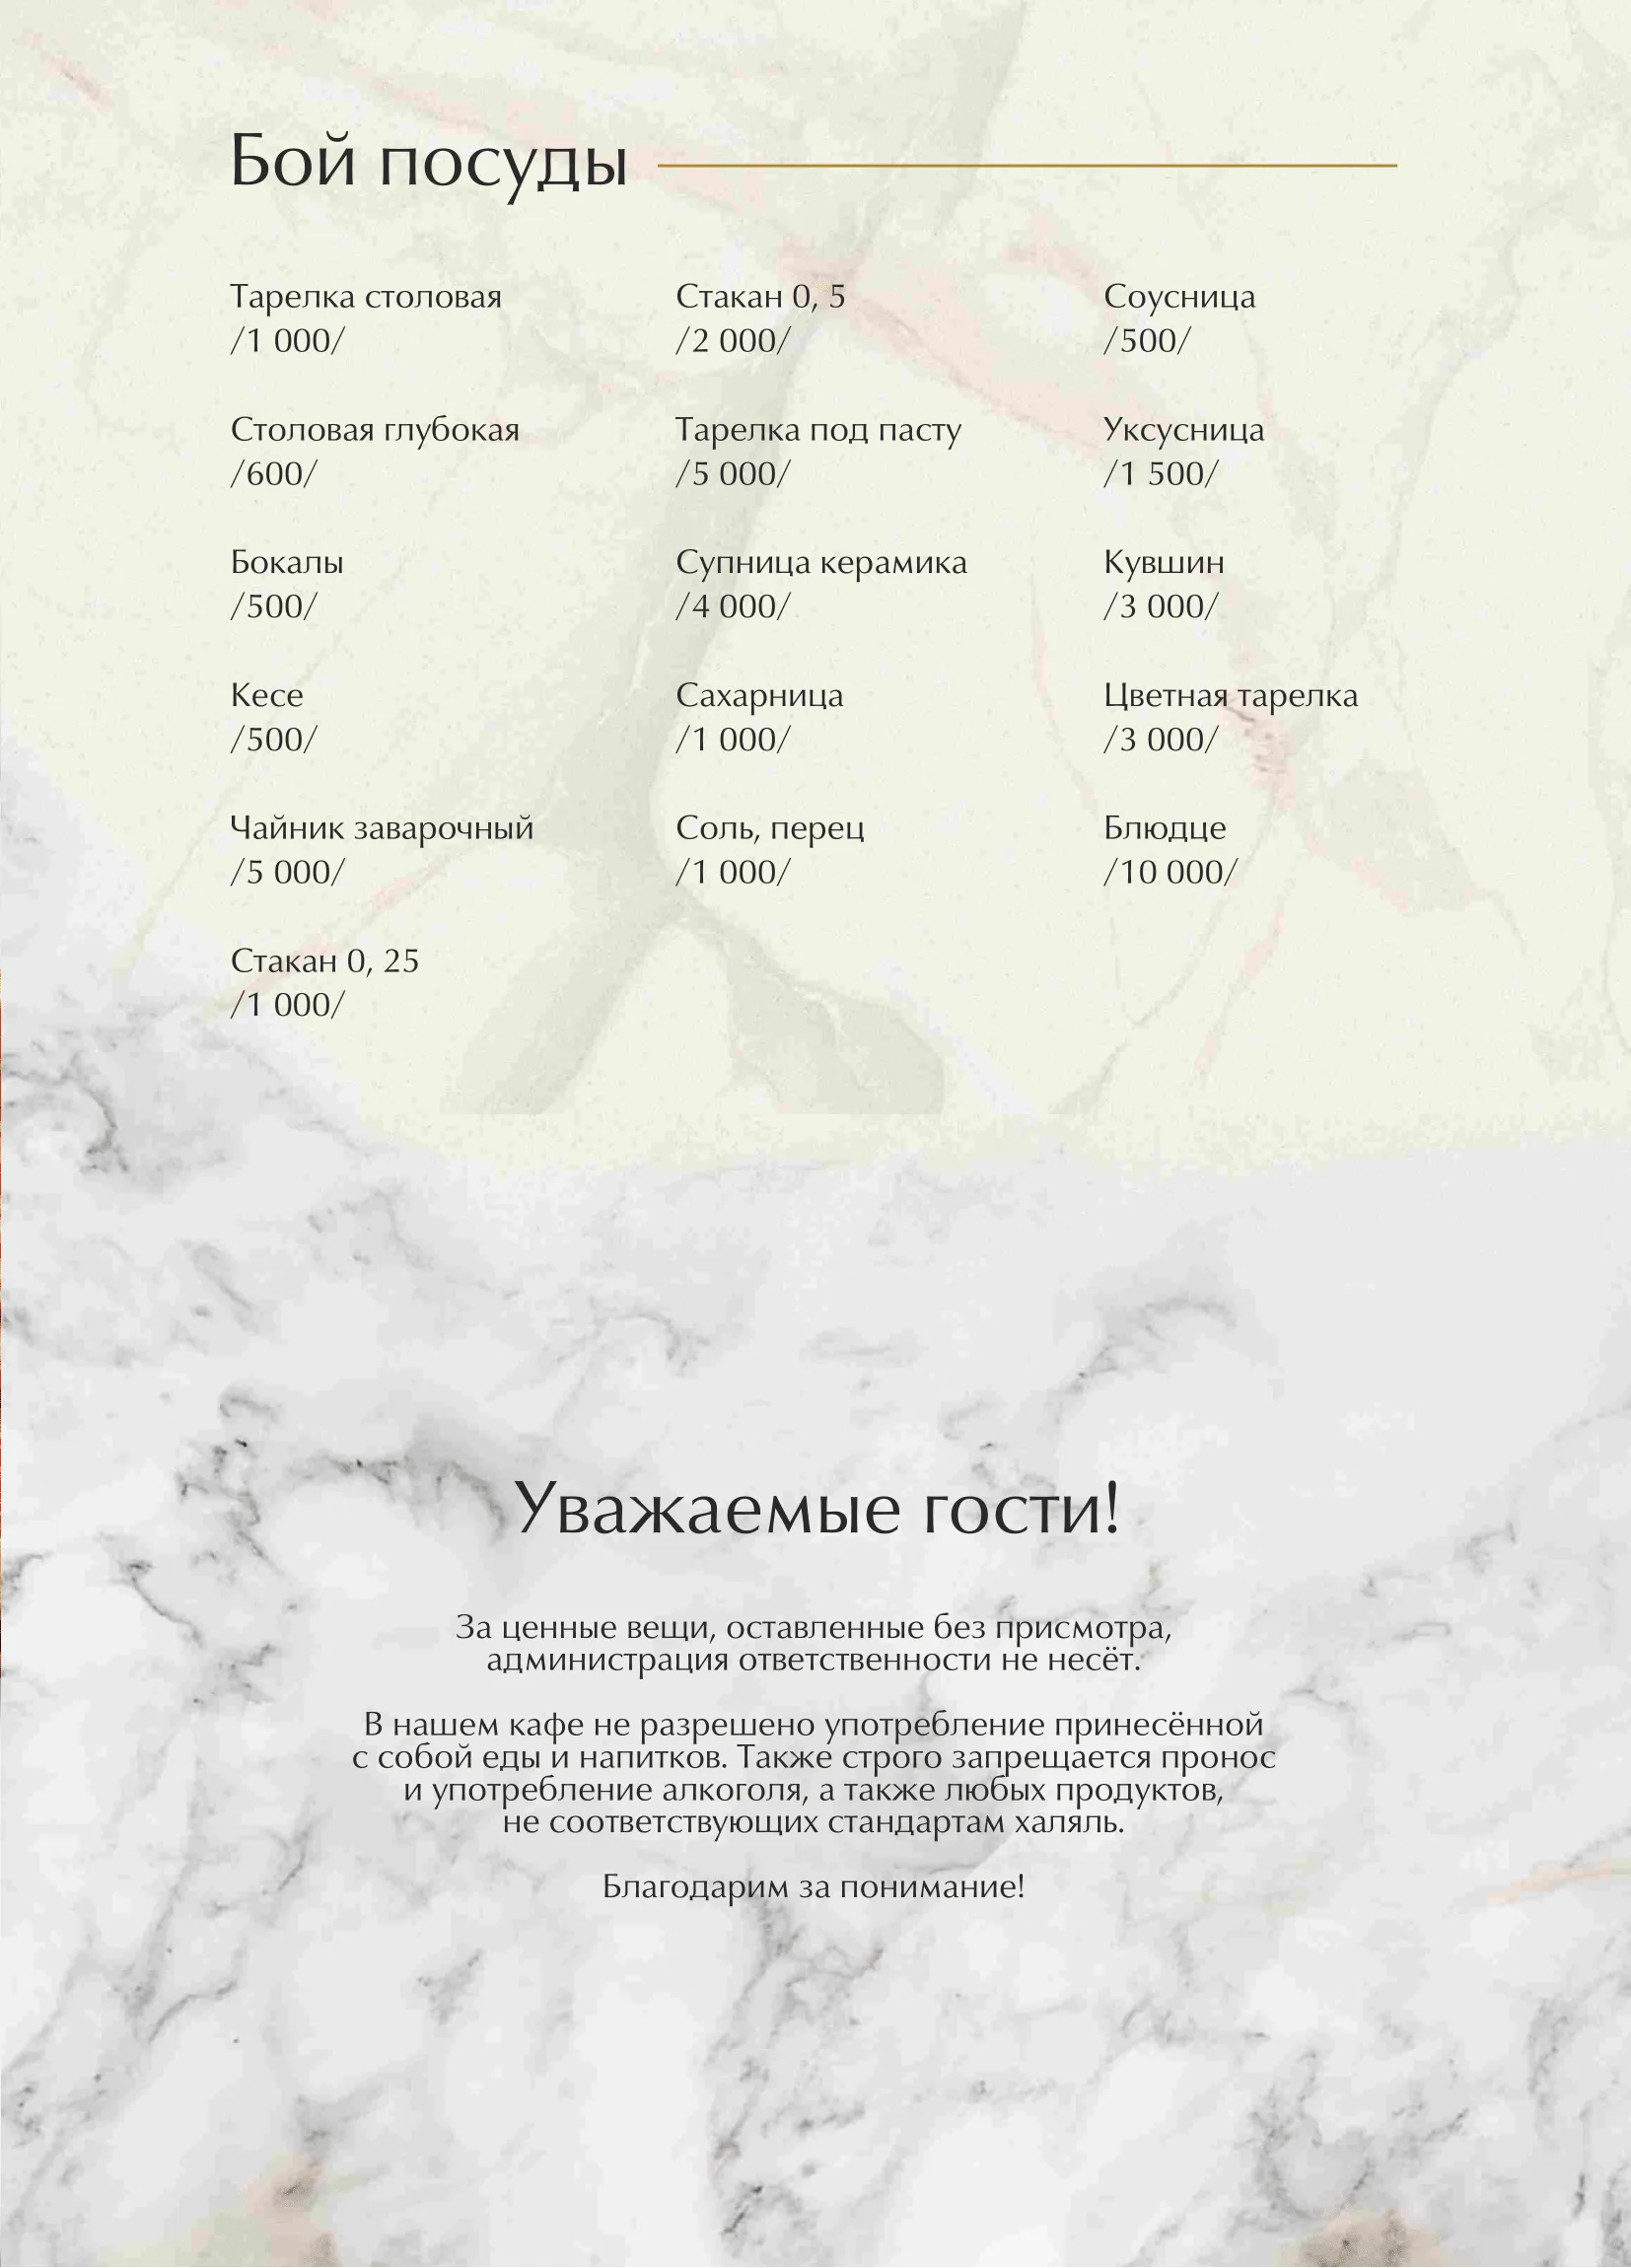 Бой посуды
Тарелка столовая
/1 000/
Столовая глубокая
/600/
Бокалы
/500/
Кесе
/500/
Чайник заварочный
/5 000/
Стакан 0, 25
/1 000/
Стакан 0, 5
/2 000/
Тарелка под пасту
/5 000/
Супница керамика
/4 000/
Сахарница
/1 000/
Соль, перец
/1 000/
Соусница
/500/
Уксусница
/1 500/
Кувшин
/3 000/
Цветная тарелка
/3 000/
Блюдце
/10 000/
Уважаемые гости!
За ценные вещи, оставленные без присмотра,
администрация ответственности не несёт.
В нашем кафе не разрешено употребление принесённой
с собой еды и напитков. Также строго запрещается пронос
и употребление алкоголя, а также любых продуктов,
не соответствующих стандартам халяль.
Благодарим за понимание!